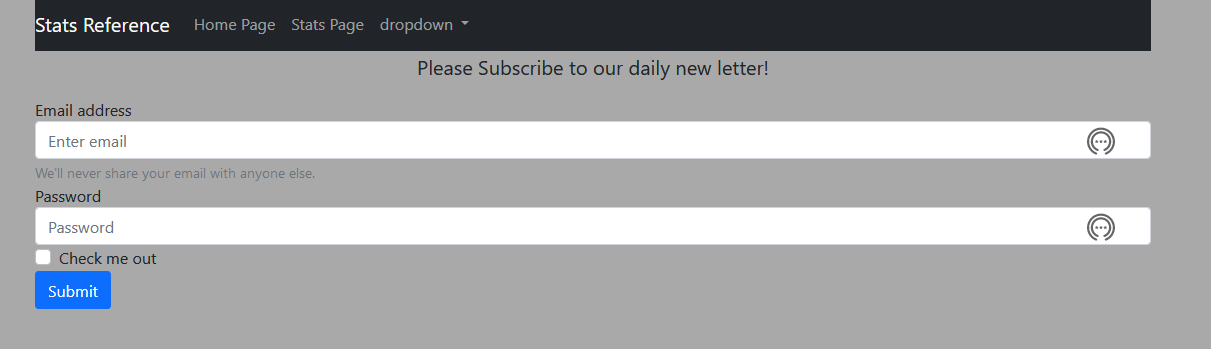 Stats Reference Home Page Stats Page dropdown
Please Subscribe to our daily new letter!
Email address
Enter email
We'll never share your email with anyone else.
Password
Password
Check me out
Submit